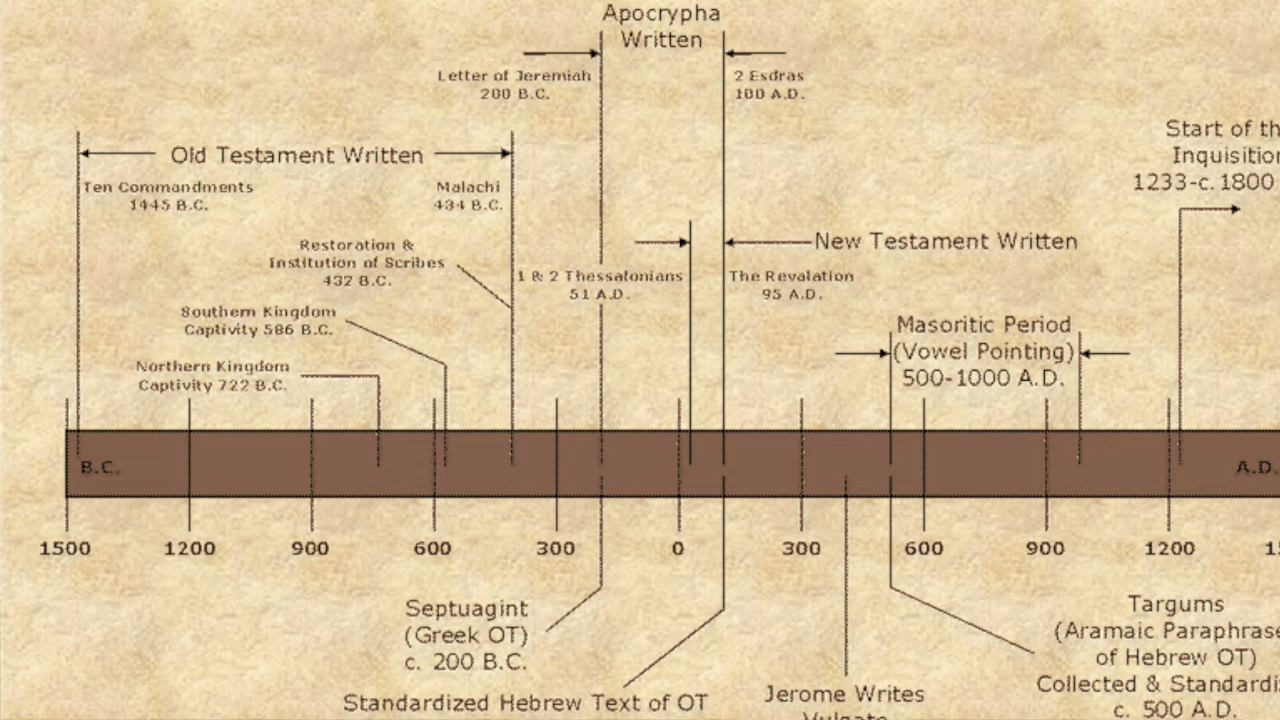 Apocrypha
Written
Letter of Jeremiah
200 B.C.
2 Esdras
100 A.D.
Start of th
Inquisition
1233-c. 1800
Old Testament Written
Ten Commandments
1445 B.C.
Malachi
434 B.C.
Restoration &
Institution of Scribes
432 B.C.
New Testament Written
1 & 2 Thessalonians
51 A.D.
The Revalation
95 A.D.
Southern Kingdom
Captivity 586 B.C.
Masoritic Period
(Vowel Pointing)
500-1000 A.D.
Northern Kingdom
Captivity 722 B.C.
B.C.
A.D.
1500 1200 900 600 300 0 300 600 900 1200
Septuagint
(Greek OT)
c. 200 B.C.
Standardized Hebrew Text of OT
Jerome Writes
Vulgate
Targums
(Aramaic Paraphrase
of Hebrew OT)
Collected & Standardi
c. 500 A.D.